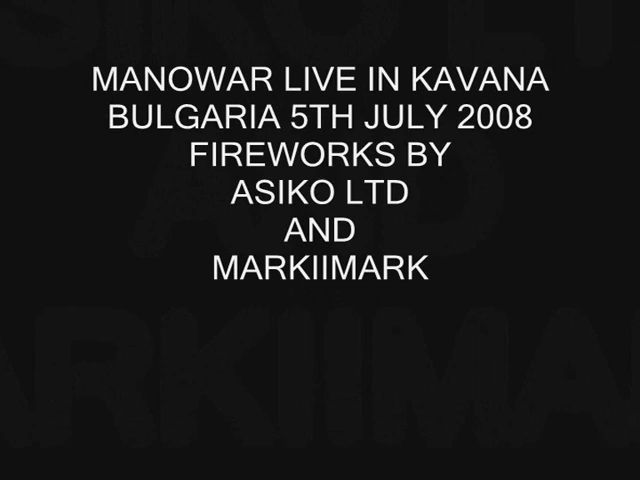 MANOWAR LIVE IN KAVANA
BULGARIA 5TH JULY 2008
FIREWORKS BY
ASIKO LTD
AND
MARKIIMARK